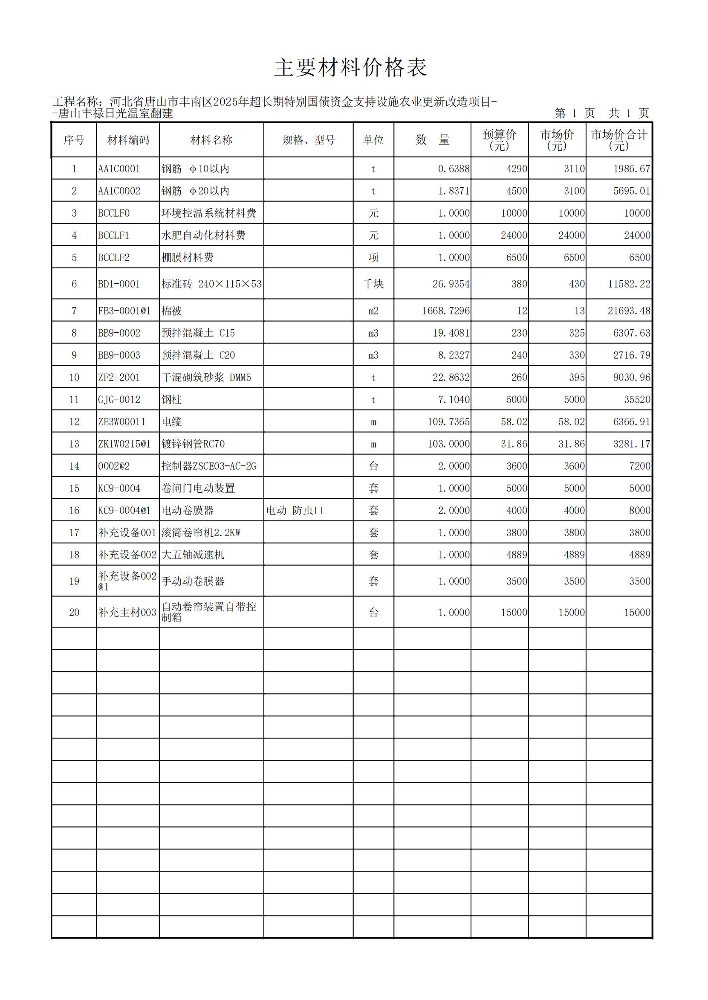 主要材料价格表
工程名称：河北省唐山市丰南区2025年超长期特别国债资金支持设施农业更新改造项目-
-唐山丰禄日光温室翻建 第 1 页 共 1 页
序号 材料编码 材料名称 规格、型号 单位 数 量 预算价(元) 市场价(元) 市场价合计(元)
1 AA1C0001 钢筋 φ10以内 t 0.6388 4290 3110 1986.67
2 AA1C0002 钢筋 φ20以内 t 1.8371 4500 3100 5695.01
3 BCCLF0 环境控温系统材料费 元 1.0000 10000 10000 10000
4 BCCLF1 水肥自动化材料费 元 1.0000 24000 24000 24000
5 BCCLF2 棚膜材料费 项 1.0000 6500 6500 6500
6 BD1-0001 标准砖 240×115×53 千块 26.9354 380 430 11582.22
7 FB3-0001@1 棉被 m2 1668.7296 12 13 21693.48
8 BB9-0002 预拌混凝土 C15 m3 19.4081 230 325 6307.63
9 BB9-0003 预拌混凝土 C20 m3 8.2327 240 330 2716.79
10 ZF2-2001 干混砌筑砂浆 DMM5 t 22.8632 260 395 9030.96
11 GJG-0012 钢柱 t 7.1040 5000 5000 35520
12 ZE3W00011 电缆 m 109.7365 58.02 58.02 6366.91
13 ZK1W0215@1 镀锌钢管RC70 m 103.0000 31.86 31.86 3281.17
14 0002@2 控制器ZSCE03-AC-2G 台 2.0000 3600 3600 7200
15 KC9-0004 卷闸门电动装置 套 1.0000 5000 5000 5000
16 KC9-0004@1 电动卷膜器 电动 防虫口 套 2.0000 4000 4000 8000
17 补充设备001 滚筒卷帘机2.2KW 套 1.0000 3800 3800 3800
18 补充设备002 大五轴减速机 套 1.0000 4889 4889 4889
19 补充设备002@1 手动动卷膜器 套 1.0000 3500 3500 3500
20 补充主材003 自动卷帘装置自带控制箱 台 1.0000 15000 15000 15000